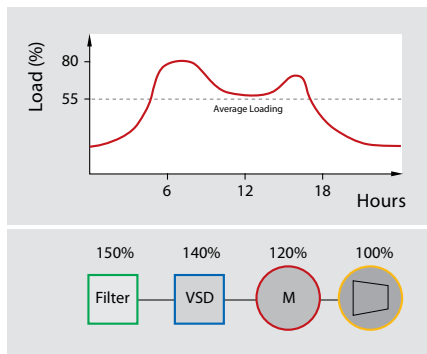 Load (%)
80
55
Average Loading
6 12 18
Hours
150% 140% 120% 100%
Filter VSD M